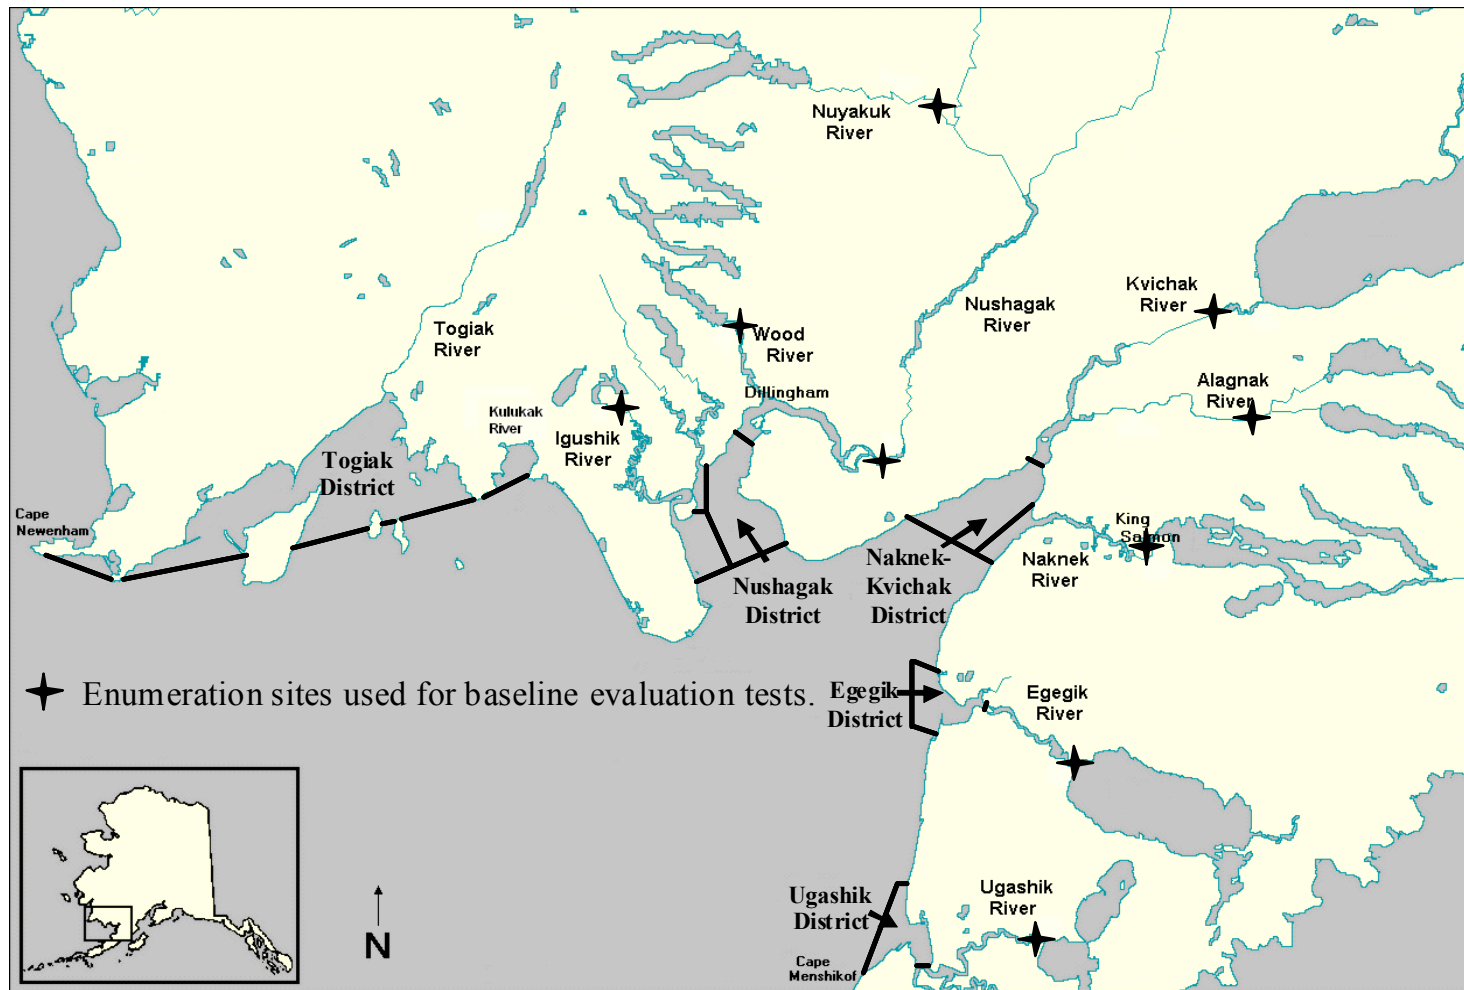 Nuyakuk
River
Kvichak
River
Nushagak
River
Togiak
River
Wood
River
Alagnak
River
Dillingham
Kulukak
River
Igushik
River
Togiak
District
Cape
Newenham
King
Salmon
Naknek
River
Naknek-
Kvichak
District
Nushagak
District
Enumeration sites used for baseline evaluation tests.
Egegik
District
Egegik
River
Ugashik
District
Ugashik
River
N
Cape
Menshikof